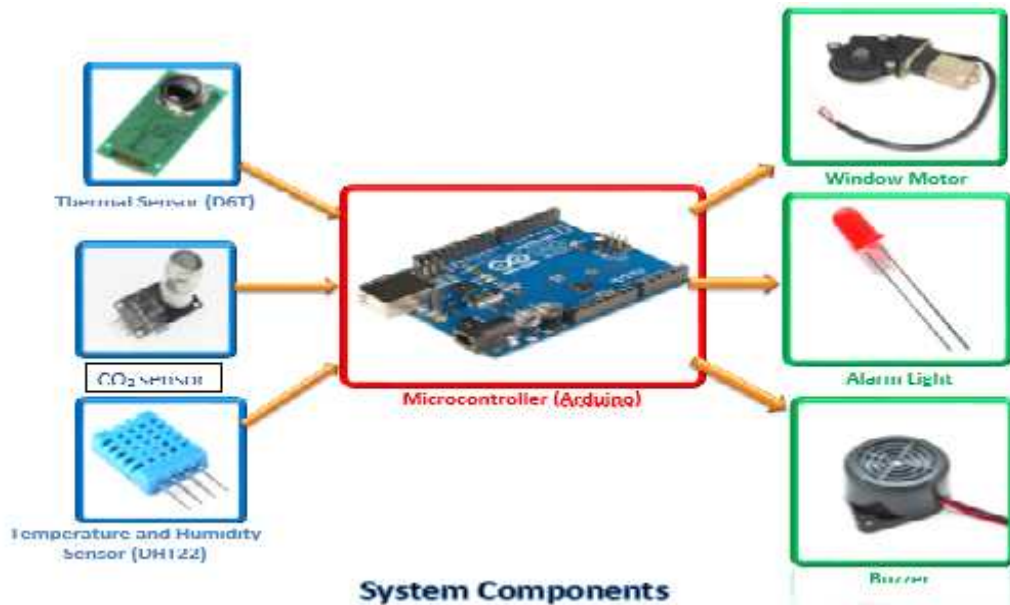 Thermal Sensor (D6T)
Window Motor
CO₂ sensor
Microcontroller (Arduino)
Alarm Light
Temperature and Humidity
Sensor (DHT22)
Buzzer
System Components